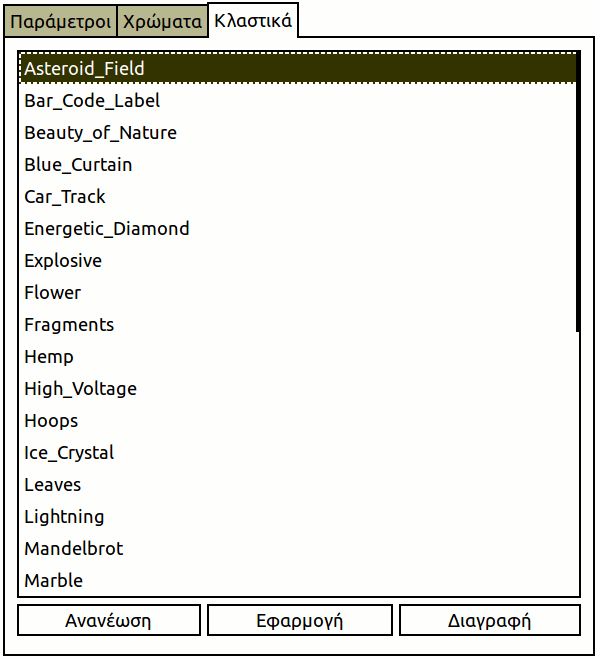 Παράμετροι Χρώματα Κλαστικά
Asteroid_Field
Bar_Code_Label
Beauty_of_Nature
Blue_Curtain
Car_Track
Energetic_Diamond
Explosive
Flower
Fragments
Hemp
High_Voltage
Hoops
Ice_Crystal
Leaves
Lightning
Mandelbrot
Marble
Ανανέωση Εφαρμογή Διαγραφή